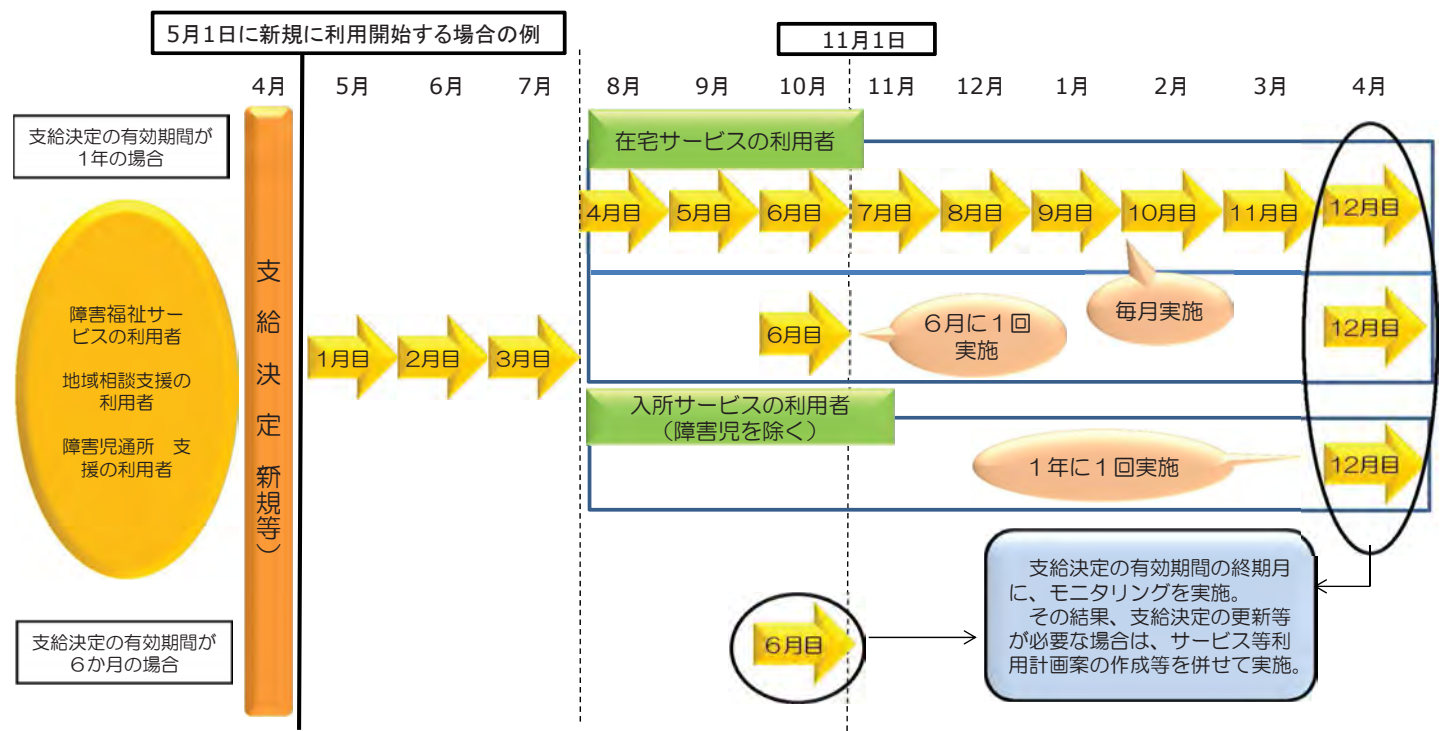 5月1日に新規に利用開始する場合の例
11月1日
4月
5月
6月
7月
8月
9月
10月
11月
12月
1月
2月
3月
4月
支給決定の有効期間が
1年の場合
障害福祉サー
ビスの利用者
地域相談支援の
利用者
障害児通所　支
援の利用者
支給決定の有効期間が
6か月の場合
支給決定新規等）
1月目
2月目
3月目
在宅サービスの利用者
4月目
5月目
6月目
7月目
8月目
9月目
10月目
11月目
12月目
毎月実施
6月目
６月に１回
実施
12月目
入所サービスの利用者
（障害児を除く）
１年に１回実施
12月目
6月目
支給決定の有効期間の終期月
に、モニタリングを実施。
その結果、支給決定の更新等
が必要な場合は、サービス等利
用計画案の作成等を併せて実施。